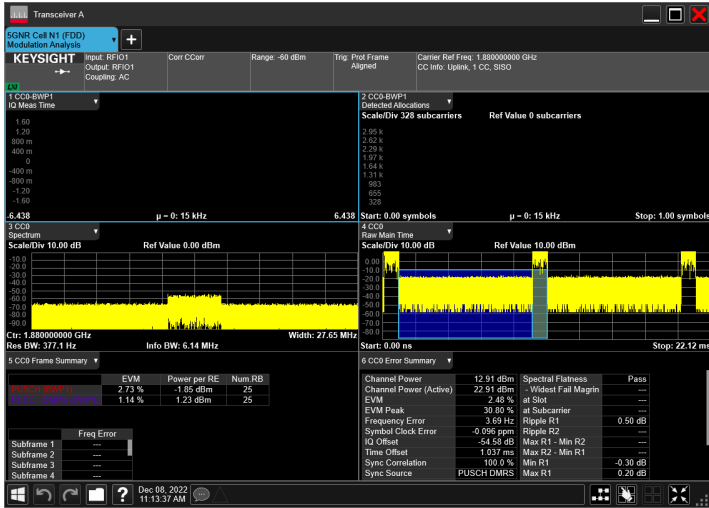 Transceiver A
5GNR Cell N1 (FDD)
Modulation Analysis
KEYSIGHT
Input: RFIO1
Output: RFIO1
Coupling: AC
Corr CCorr
Range: -60 dBm
Trig: Prot Frame
Aligned
Carrier Ref Freq: 1.880000000 GHz
CC Info: Uplink, 1 CC, SISO
1 CC0-BWP1
IQ Meas Time
1.60
1.20
800 m
400 m
0
-400 m
-800 m
-1.20
-1.60
-6.438
µ = 0: 15 kHz
6.438
2 CC0-BWP1
Detected Allocations
Scale/Div 328 subcarriers
Ref Value 0 subcarriers
2.95 k
2.62 k
2.29 k
1.97 k
1.64 k
1.31 k
983
655
328
Start: 0.00 symbols
µ = 0: 15 kHz
Stop: 1.00 symbols
3 CC0
Spectrum
Scale/Div 10.00 dB
Ref Value 0.00 dBm
-10.0
-20.0
-30.0
-40.0
-50.0
-60.0
-70.0
-80.0
-90.0
Ctr: 1.880000000 GHz
Width: 27.65 MHz
Res BW: 377.1 Hz
Info BW: 6.14 MHz
4 CC0
Raw Main Time
Scale/Div 10.00 dB
Ref Value 10.00 dBm
0.00
-10.0
-20.0
-30.0
-40.0
-50.0
-60.0
-70.0
-80.0
Start: 0.00 ns
Stop: 22.12 ms
5 CC0 Frame Summary
EVM Power per RE Num.RB
2.73 % -1.85 dBm 25
1.14 % 1.23 dBm 25
Freq Error
Subframe 1 ---
Subframe 2 ---
Subframe 3 ---
Subframe 4 ---
6 CC0 Error Summary
Channel Power 12.91 dBm Spectral Flatness Pass
Channel Power (Active) 22.91 dBm - Widest Fail Magrin ---
EVM 2.48 % at Slot ---
EVM Peak 30.80 % at Subcarrier ---
Frequency Error 3.69 Hz Ripple R1 0.50 dB
Symbol Clock Error -0.096 ppm Ripple R2 ---
IQ Offset -54.58 dB Max R1 - Min R2 ---
Time Offset 1.037 ms Max R2 - Min R1 ---
Sync Correlation 100.0 % Min R1 -0.30 dB
Sync Source PUSCH DMRS Max R1 0.20 dB
Dec 08, 2022
11:13:37 AM